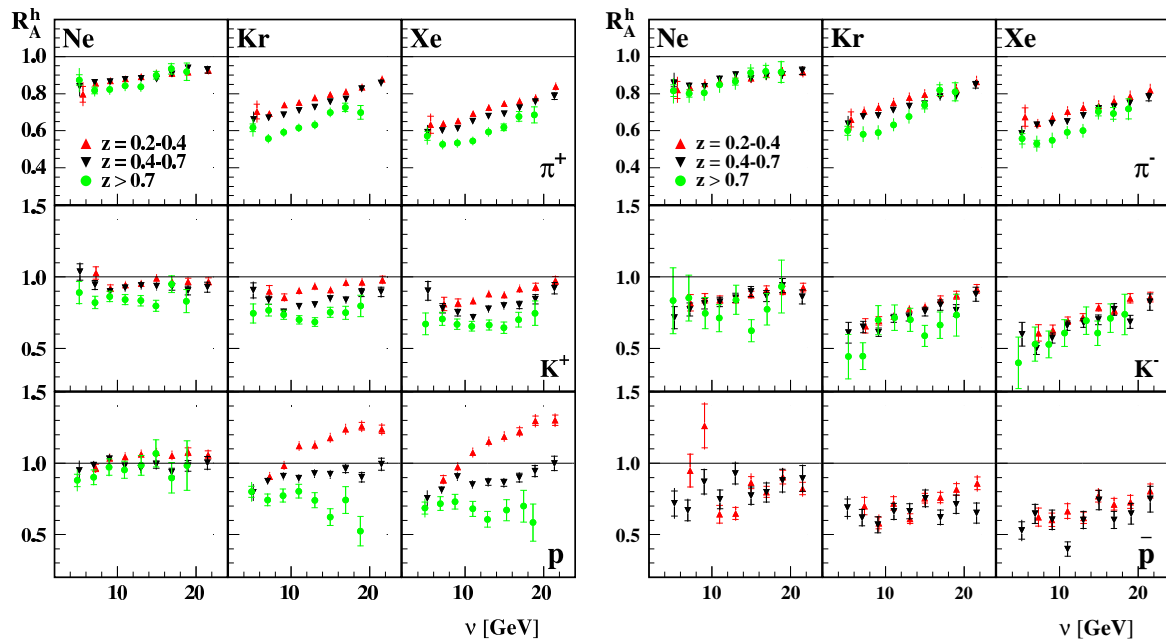 R_A^h Ne Kr Xe
1.0
0.8
z = 0.2-0.4
z = 0.4-0.7
z > 0.7
0.6
0.4
π⁺
1.5
1.0
0.5
K⁺
1.5
1.0
0.5
p
10 20 10 20 10 20
ν [GeV]
R_A^h Ne Kr Xe
1.0
0.8
z = 0.2-0.4
z = 0.4-0.7
z > 0.7
0.6
0.4
π⁻
1.5
1.0
0.5
K⁻
1.5
1.0
0.5
p̄
10 20 10 20 10 20
ν [GeV]